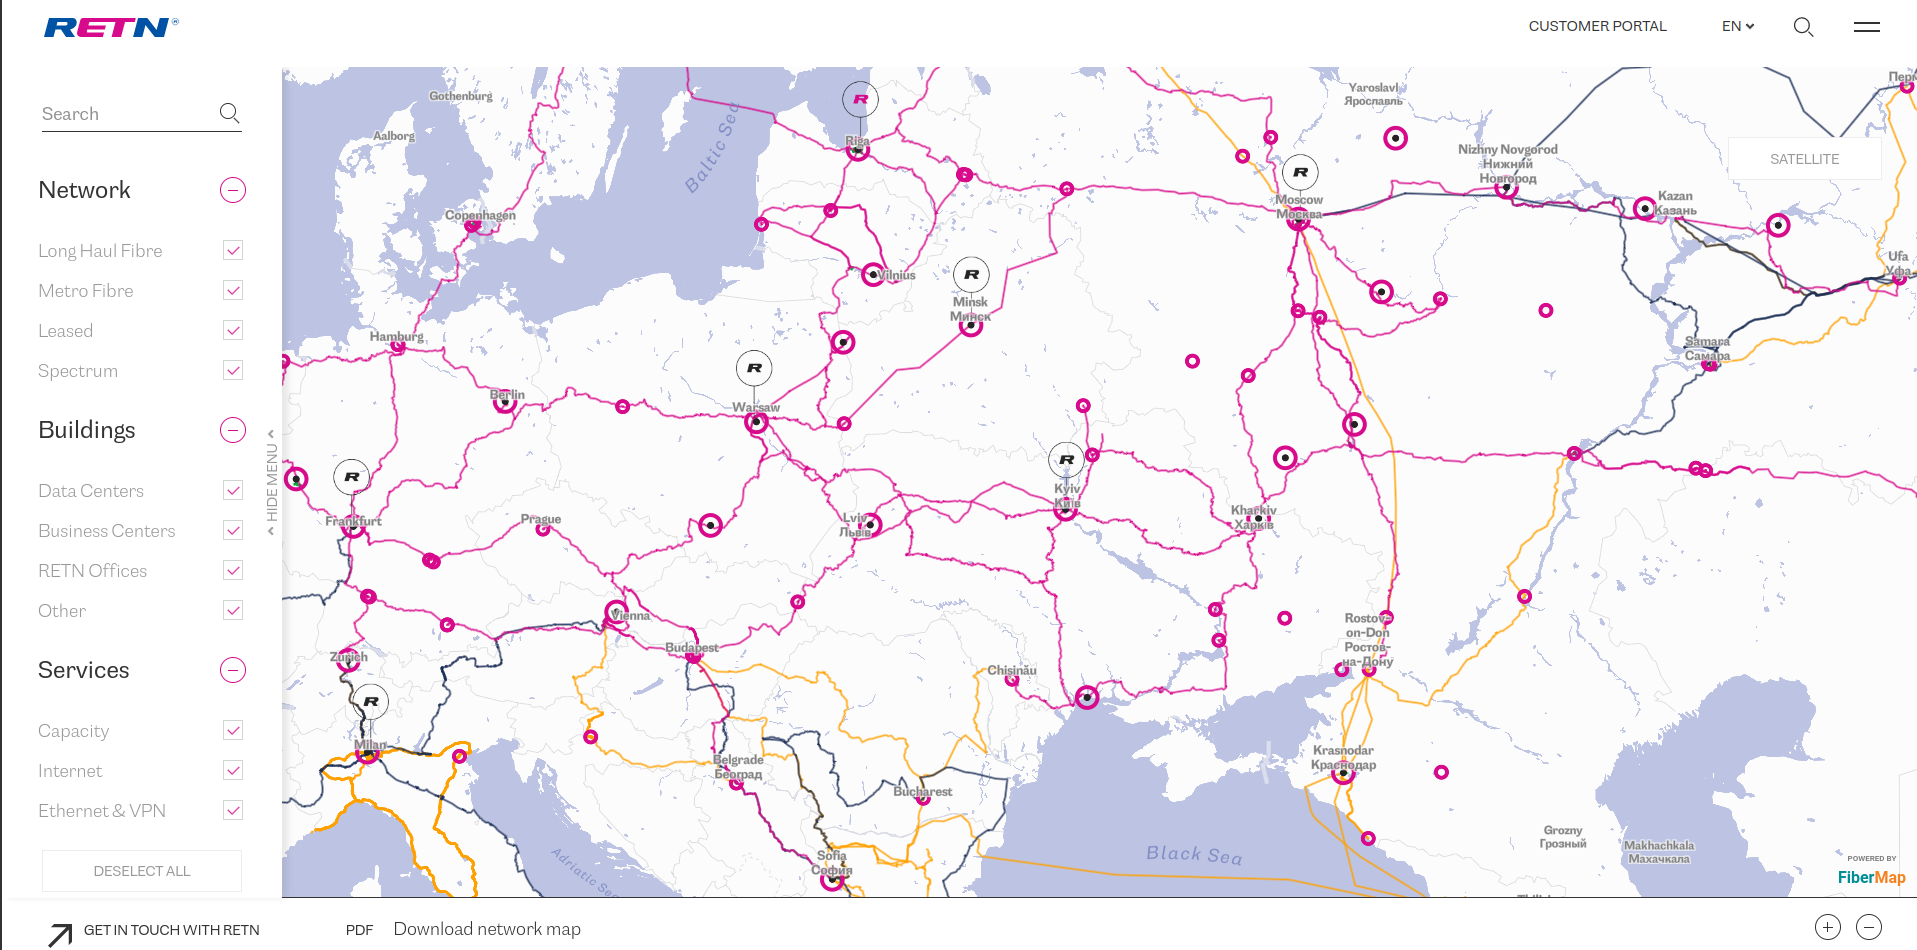 RETN®
CUSTOMER PORTAL
EN
Search
Network
Long Haul Fibre
Metro Fibre
Leased
Spectrum
Buildings
Data Centers
Business Centers
RETN Offices
Other
Services
Capacity
Internet
Ethernet & VPN
DESELECT ALL
HIDE MENU
SATELLITE
Gothenburg
Aalborg
Baltic Sea
Riga
Yaroslavl
Ярославль
Nizhny Novgorod
Нижний
Новгород
Moscow
Москва
Kazan
Казань
Ufa
Уфа
Copenhagen
Vilnius
Minsk
Минск
Hamburg
Samara
Самара
Berlin
Warsaw
Kyiv
Київ
Frankfurt
Prague
Lviv
Львів
Kharkiv
Харків
Vienna
Rostov-
on-Don
Ростов-
на-Дону
Budapest
Zürich
Chișinău
Milan
Belgrade
Београд
Krasnodar
Краснодар
Bucharest
Grozny
Грозный
Makhachkala
Махачкала
Sofia
София
Black Sea
Adriatic Sea
POWERED BY
FiberMap
GET IN TOUCH WITH RETN
PDF
Download network map